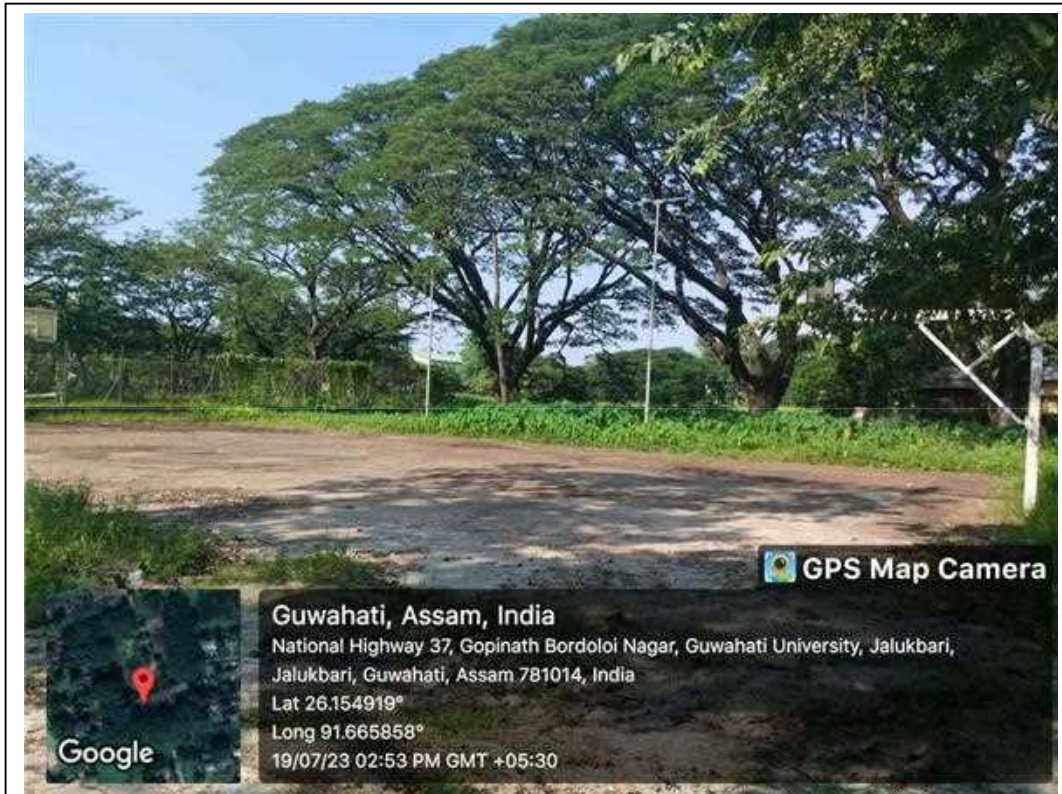 GPS Map Camera
Guwahati, Assam, India
National Highway 37, Gopinath Bordoloi Nagar, Guwahati University, Jalukbari,
Jalukbari, Guwahati, Assam 781014, India
Lat 26.154919°
Long 91.665858°
19/07/23 02:53 PM GMT +05:30
Google